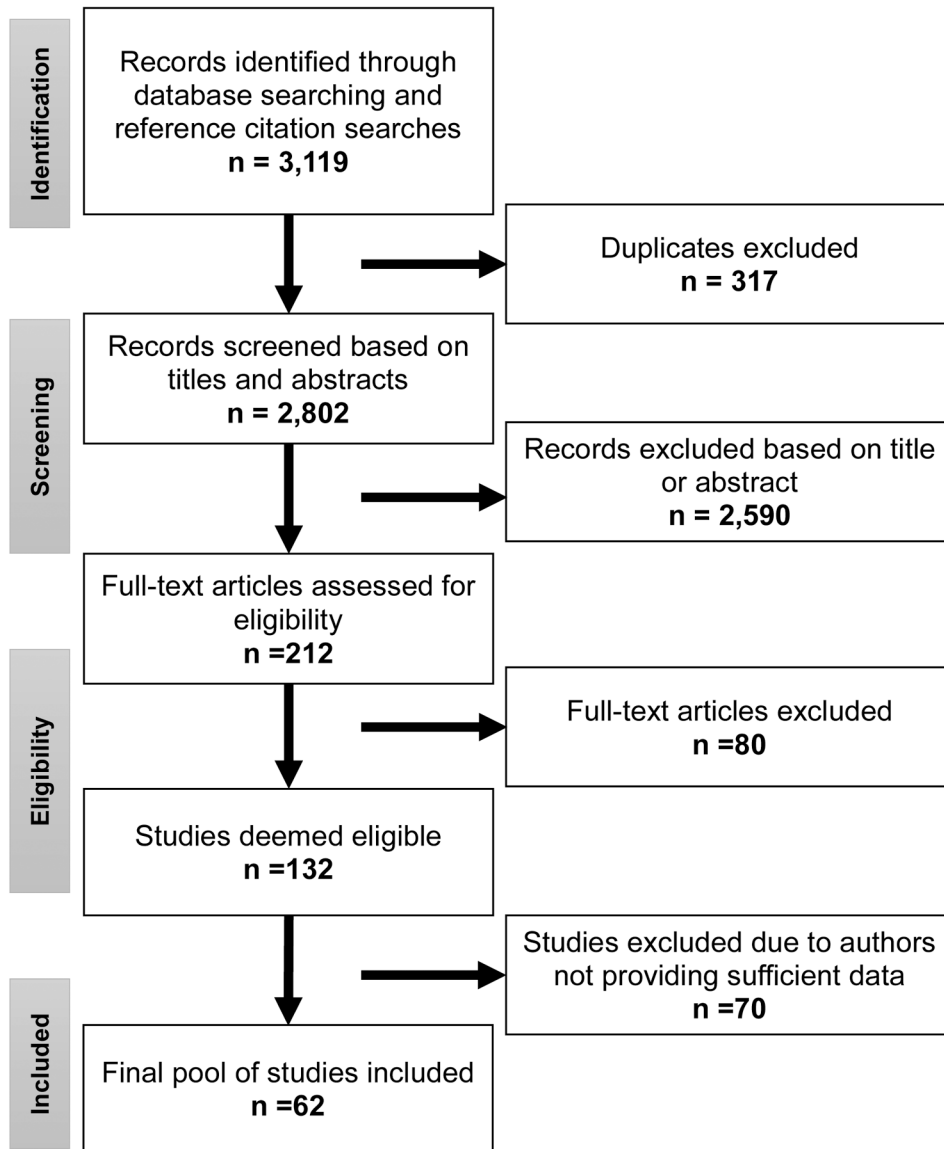 Identification
Records identified through
database searching and
reference citation searches
n = 3,119
Duplicates excluded
n = 317
Screening
Records screened based on
titles and abstracts
n = 2,802
Records excluded based on title
or abstract
n = 2,590
Full-text articles assessed for
eligibility
n =212
Eligibility
Full-text articles excluded
n =80
Studies deemed eligible
n =132
Studies excluded due to authors
not providing sufficient data
n =70
Included
Final pool of studies included
n =62